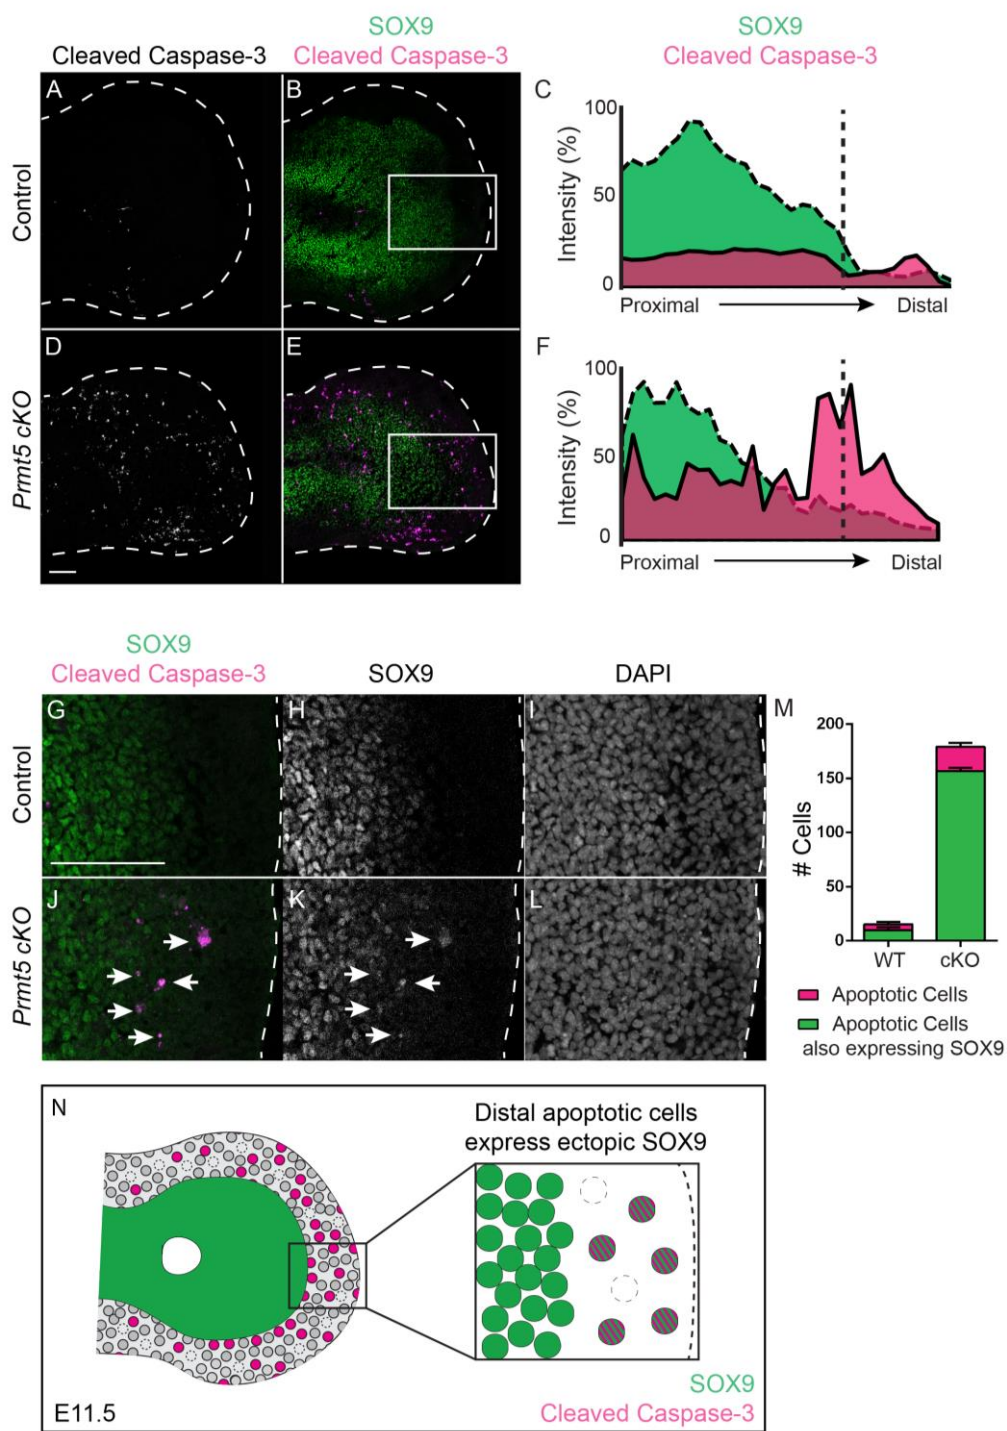 SOX9
Cleaved Caspase-3
SOX9
Cleaved Caspase-3
Cleaved Caspase-3
A
B
C
Control
100
50
0
Intensity (%)
Proximal
Distal
D
E
F
Prmt5 cKO
100
50
0
Intensity (%)
Proximal
Distal
SOX9
Cleaved Caspase-3
SOX9
DAPI
G
H
I
M
Control
J
K
L
Prmt5 cKO
200
150
100
50
0
# Cells
WT
cKO
Apoptotic Cells
Apoptotic Cells
also expressing SOX9
N
Distal apoptotic cells
express ectopic SOX9
SOX9
Cleaved Caspase-3
E11.5